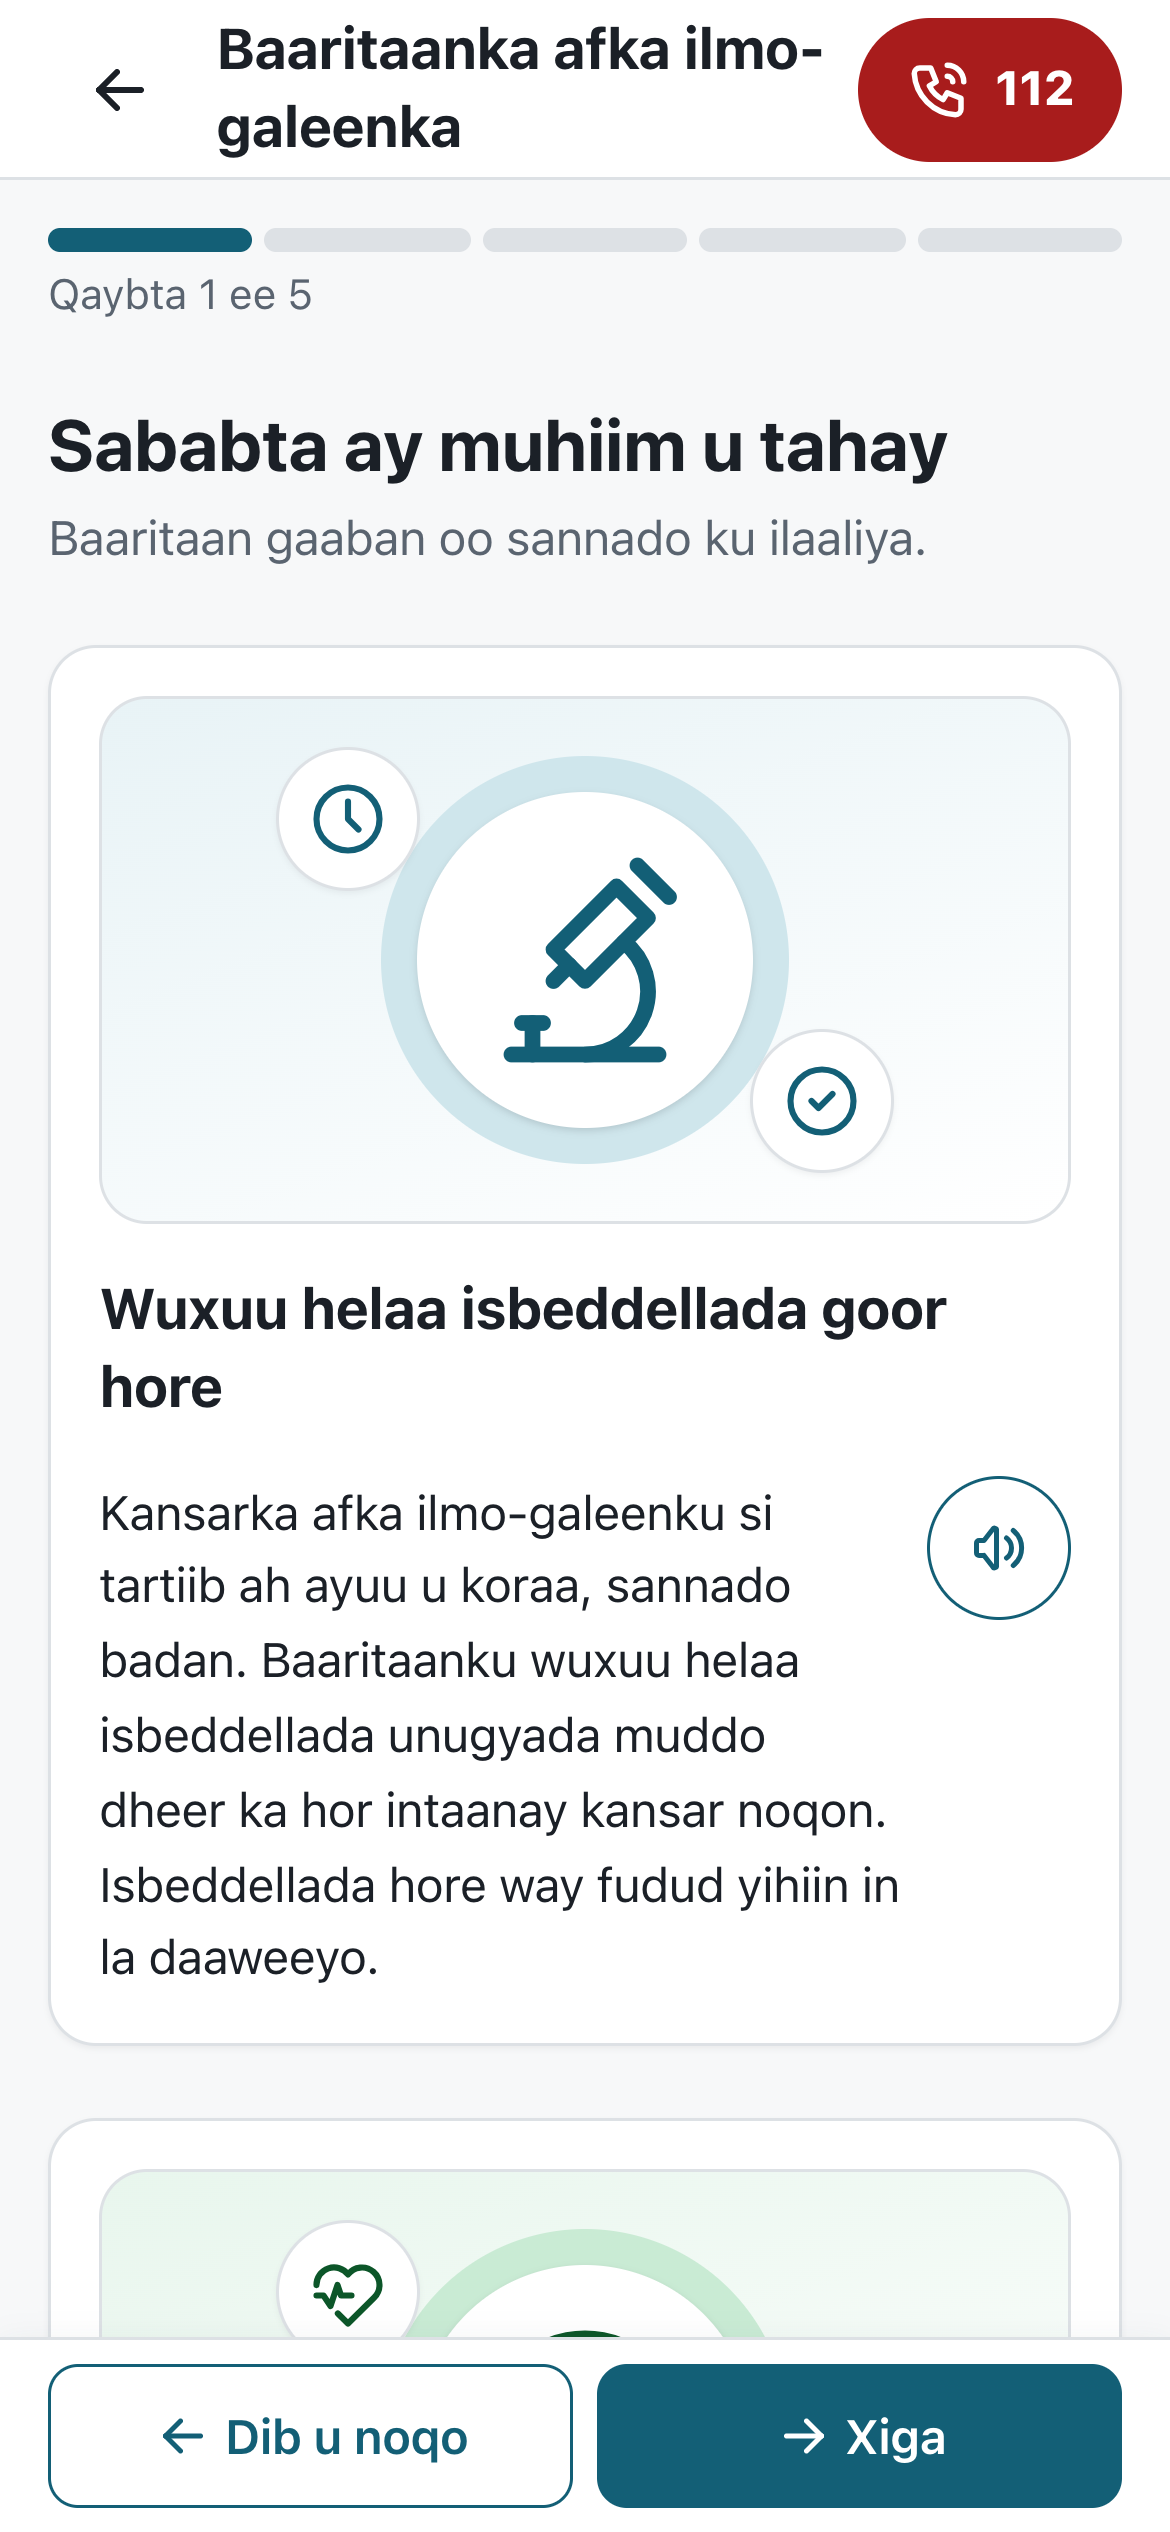 Baaritaanka afka ilmo-
galeenka
112
Qaybta 1 ee 5
Sababta ay muhiim u tahay
Baaritaan gaaban oo sannado ku ilaaliya.
Wuxuu helaa isbeddellada goor
hore
Kansarka afka ilmo-galeenku si
tartiib ah ayuu u koraa, sannado
badan. Baaritaanku wuxuu helaa
isbeddellada unugyada muddo
dheer ka hor intaanay kansar noqon.
Isbeddellada hore way fudud yihiin in
la daaweeyo.
Dib u noqo
Xiga